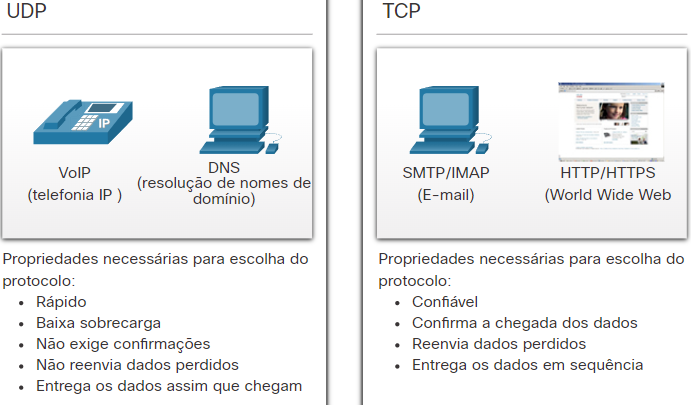 UDP
IP
VoIP
(telefonia IP )
DNS
(resolução de nomes de
domínio)
Propriedades necessárias para escolha do
protocolo:
• Rápido
• Baixa sobrecarga
• Não exige confirmações
• Não reenvia dados perdidos
• Entrega os dados assim que chegam
TCP
SMTP/IMAP
(E-mail)
HTTP/HTTPS
(World Wide Web
Propriedades necessárias para escolha do
protocolo:
• Confiável
• Confirma a chegada dos dados
• Reenvia dados perdidos
• Entrega os dados em sequência